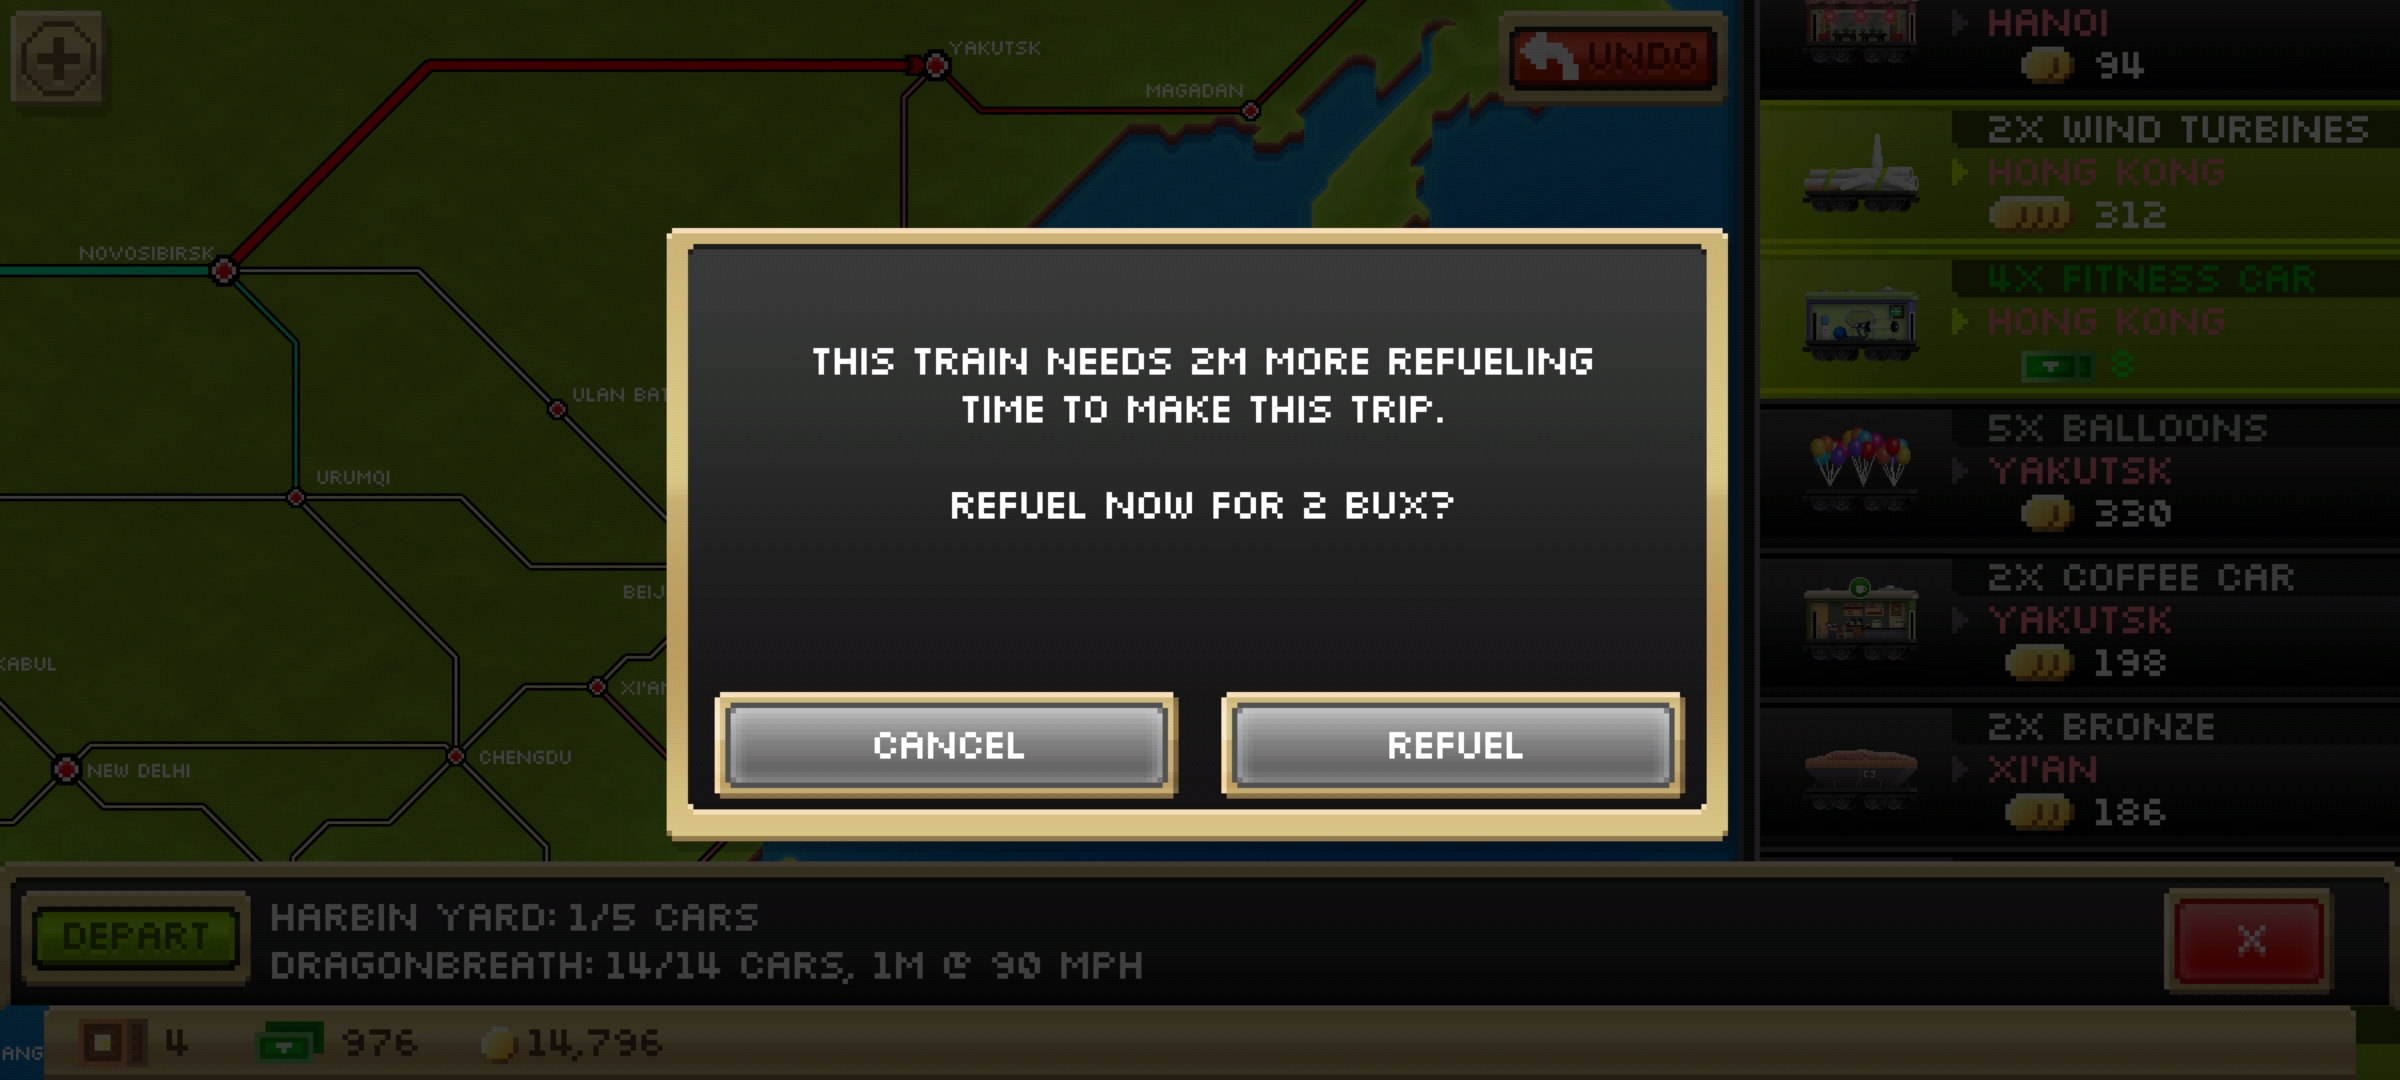 YAKUTSK
MAGADAN
UNDO
NOVOSIBIRSK
ULAN BAT
URUMQI
BEIJ
KABUL
XI'AN
NEW DELHI
CHENGDU
THIS TRAIN NEEDS 2M MORE REFUELING
TIME TO MAKE THIS TRIP.
REFUEL NOW FOR 2 BUX?
CANCEL
REFUEL
HANOI
94
2X WIND TURBINES
HONG KONG
312
4X FITNESS CAR
HONG KONG
8
5X BALLOONS
YAKUTSK
330
2X COFFEE CAR
YAKUTSK
198
2X BRONZE
XI'AN
186
DEPART
HARBIN YARD: 1/5 CARS
DRAGONBREATH: 14/14 CARS, 1M @ 90 MPH
X
ANG
4
976
14,796